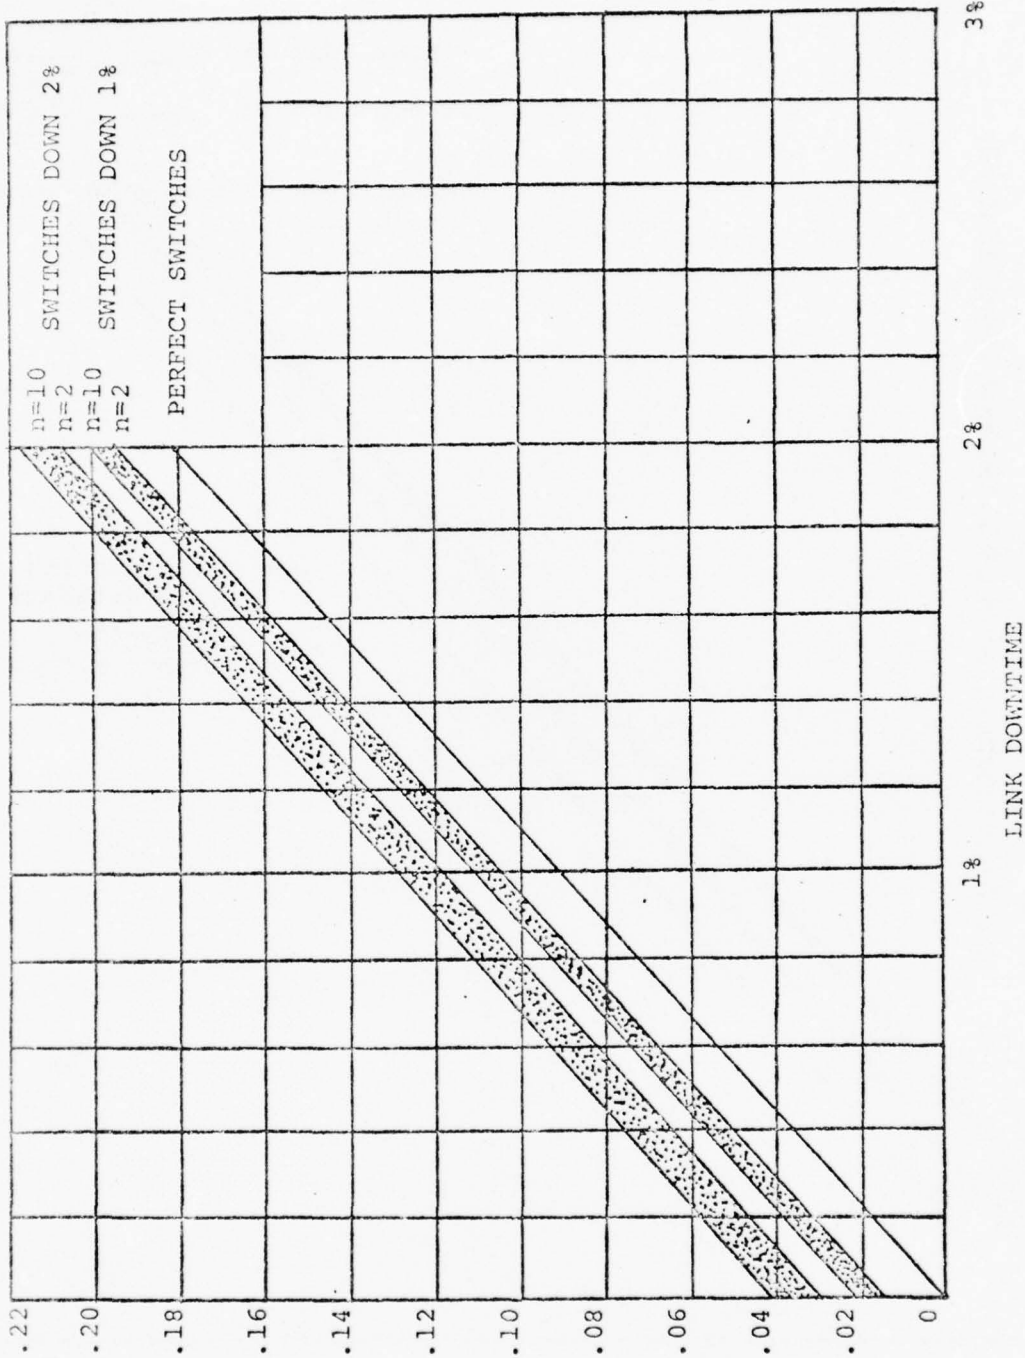 n=10
SWITCHES DOWN 2%
n=2
n=10
SWITCHES DOWN 1%
n=2
PERFECT SWITCHES
.22
.20
.18
.16
.14
.12
.10
.08
.06
.04
.02
0
1%
2%
3%
LINK DOWNTIME